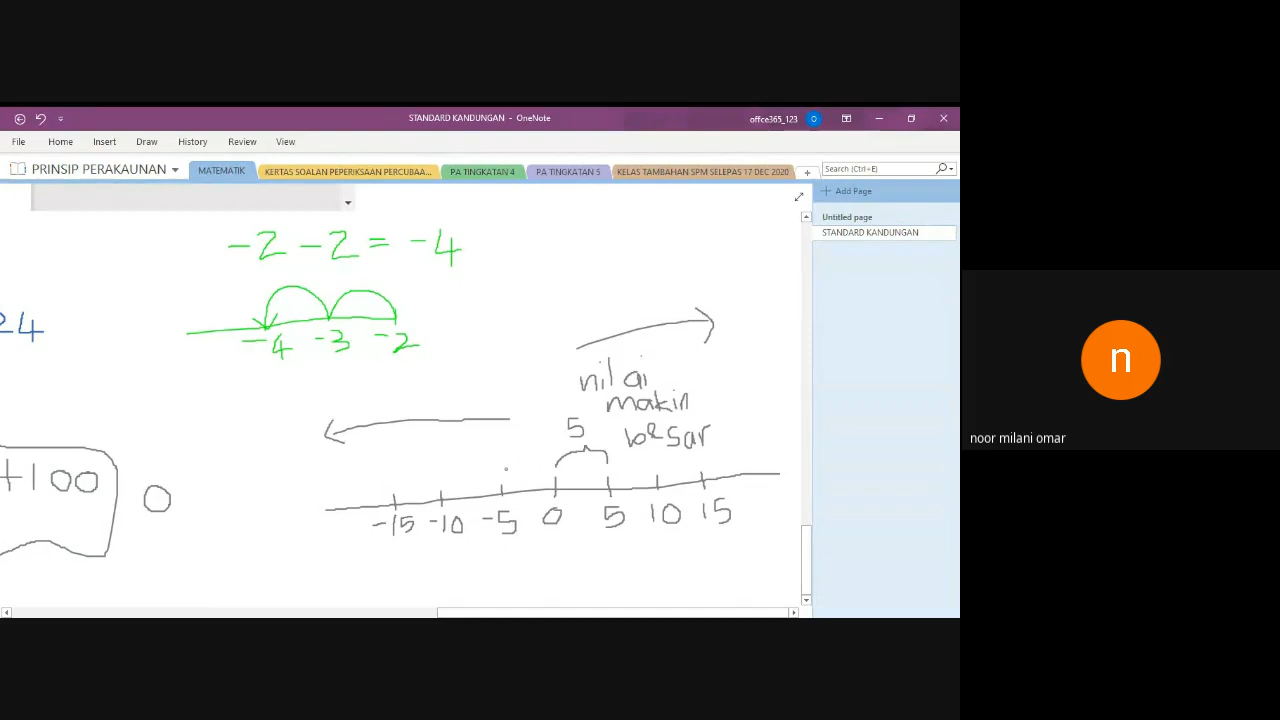 STANDARD KANDUNGAN - OneNote
offce365_123
O
File Home Insert Draw History Review View
PRINSIP PERAKAUNAN
MATEMATIK
KERTAS SOALAN PEPERIKSAAN PERCUBAA...
PA TINGKATAN 4
PA TINGKATAN 5
KELAS TAMBAHAN SPM SELEPAS 17 DEC 2020
+
Search (Ctrl+E)
+ Add Page
Untitled page
STANDARD KANDUNGAN
-2 -2 = -4
-4 -3 -2
24
nilai
makin
besar
5
+100
0
-15 -10 -5 0 5 10 15
n
noor milani omar